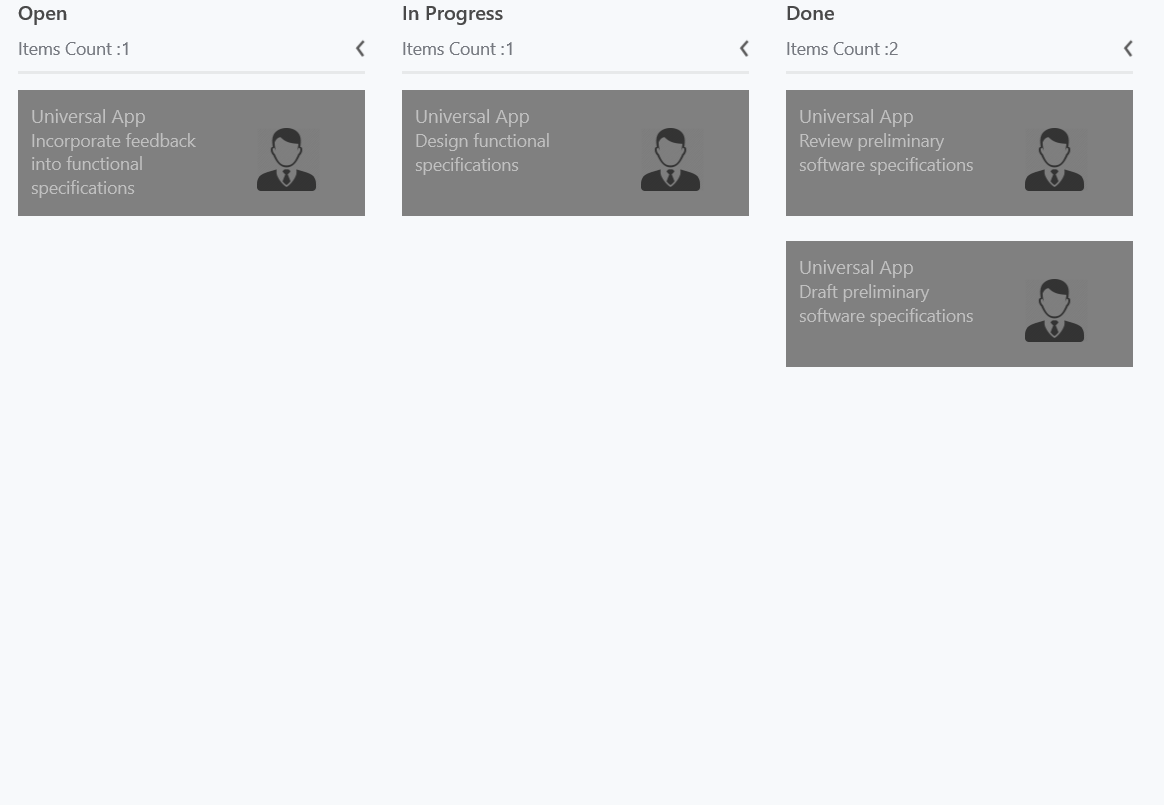 Open
Items Count :1
Universal App
Incorporate feedback
into functional
specifications
In Progress
Items Count :1
Universal App
Design functional
specifications
Done
Items Count :2
Universal App
Review preliminary
software specifications
Universal App
Draft preliminary
software specifications